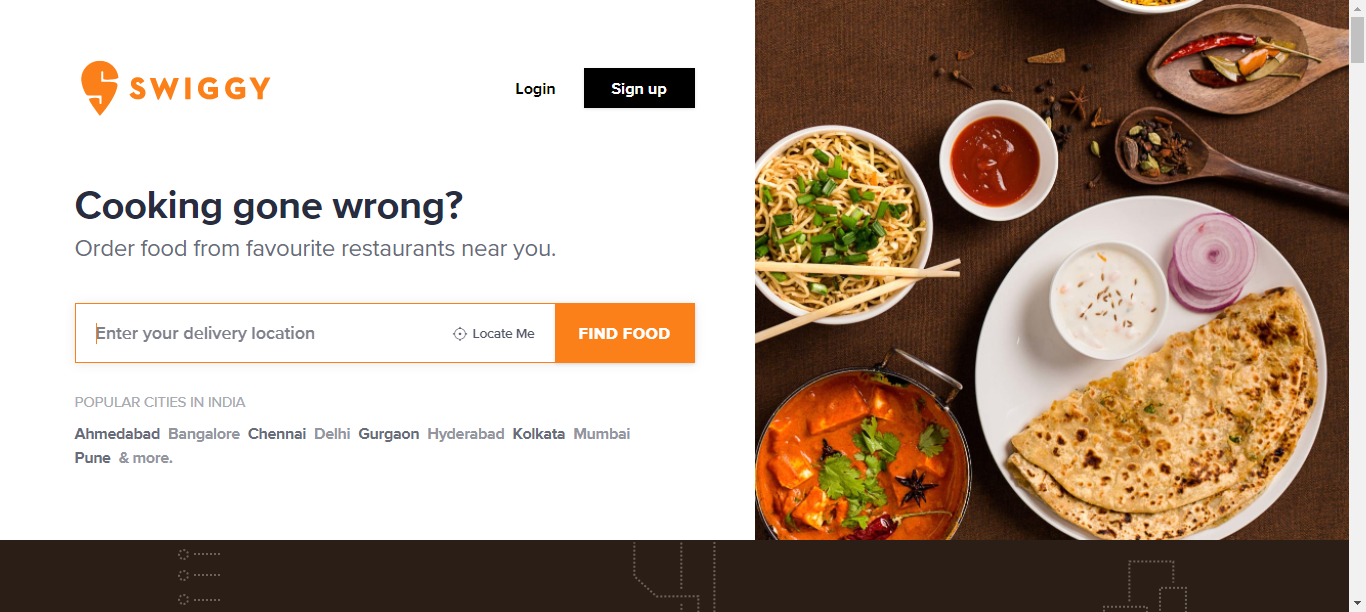 SWIGGY
Login
Sign up
Cooking gone wrong?
Order food from favourite restaurants near you.
Enter your delivery location
Locate Me
FIND FOOD
POPULAR CITIES IN INDIA
Ahmedabad Bangalore Chennai Delhi Gurgaon Hyderabad Kolkata Mumbai
Pune & more.